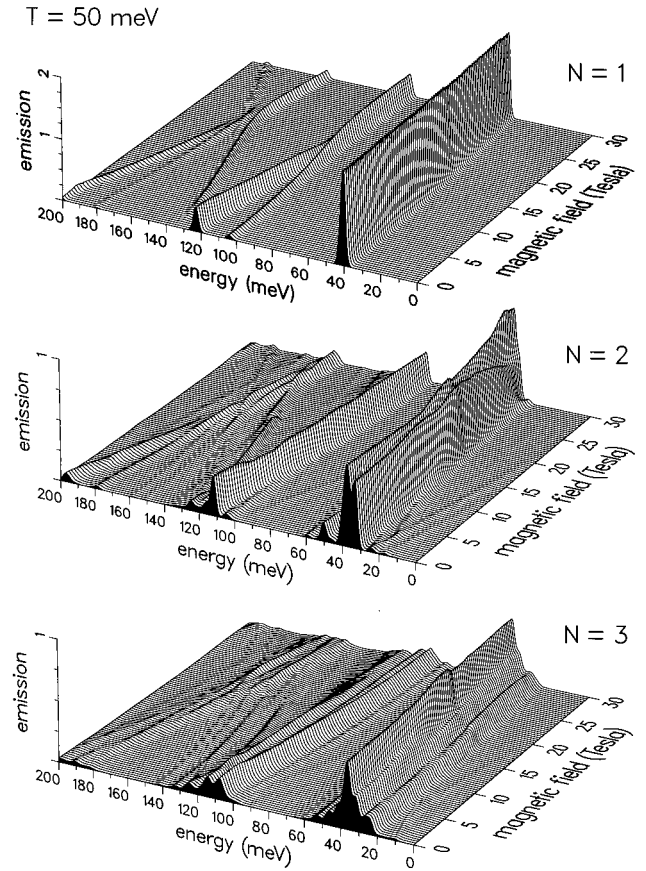 T = 50 meV
N = 1
emission
2
1
200 180 160 140 120 100 80 60 40 20 0
energy (meV)
0 5 10 15 20 25 30
magnetic field (Tesla)
N = 2
emission
1
200 180 160 140 120 100 80 60 40 20 0
energy (meV)
0 5 10 15 20 25 30
magnetic field (Tesla)
N = 3
emission
1
200 180 160 140 120 100 80 60 40 20 0
energy (meV)
0 5 10 15 20 25 30
magnetic field (Tesla)